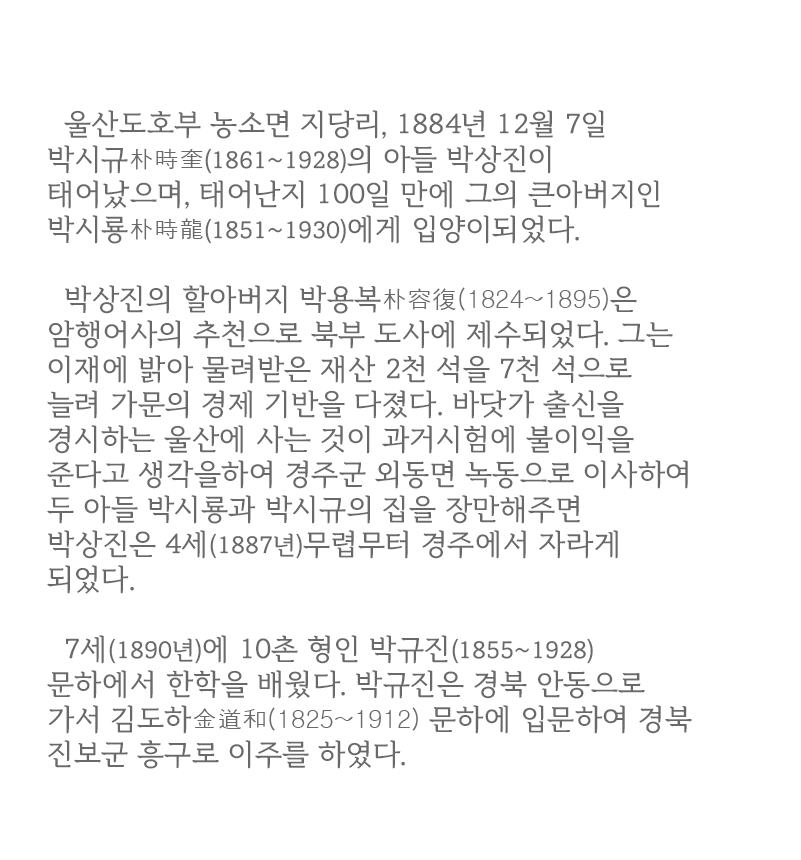 울산도호부 농소면 지당리, 1884년 12월 7일
박시규朴時奎(1861~1928)의 아들 박상진이
태어났으며, 태어난지 100일 만에 그의 큰아버지인
박시룡朴時龍(1851~1930)에게 입양이되었다.
박상진의 할아버지 박용복朴容復(1824~1895)은
암행어사의 추천으로 북부 도사에 제수되었다. 그는
이재에 밝아 물려받은 재산 2천 석을 7천 석으로
늘려 가문의 경제 기반을 다졌다. 바닷가 출신을
경시하는 울산에 사는 것이 과거시험에 불이익을
준다고 생각을하여 경주군 외동면 녹동으로 이사하여
두 아들 박시룡과 박시규의 집을 장만해주면
박상진은 4세(1887년)무렵무터 경주에서 자라게
되었다.
7세(1890년)에 10촌 형인 박규진(1855~1928)
문하에서 한학을 배웠다. 박규진은 경북 안동으로
가서 김도하金道和(1825~1912) 문하에 입문하여 경북
진보군 흥구로 이주를 하였다.